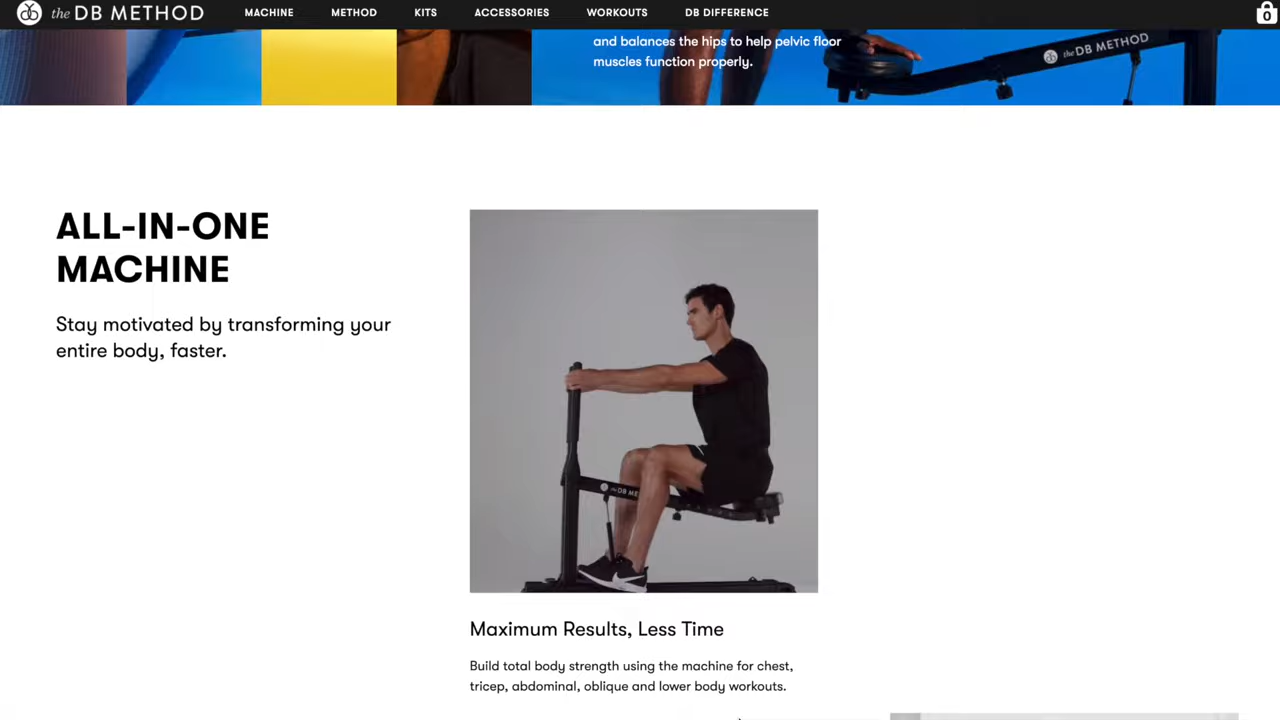 the DB METHOD
MACHINE
METHOD
KITS
ACCESSORIES
WORKOUTS
DB DIFFERENCE
0
and balances the hips to help pelvic floor
muscles function properly.
the DB METHOD
ALL-IN-ONE
MACHINE
Stay motivated by transforming your
entire body, faster.
the DB ME
Maximum Results, Less Time
Build total body strength using the machine for chest,
tricep, abdominal, oblique and lower body workouts.